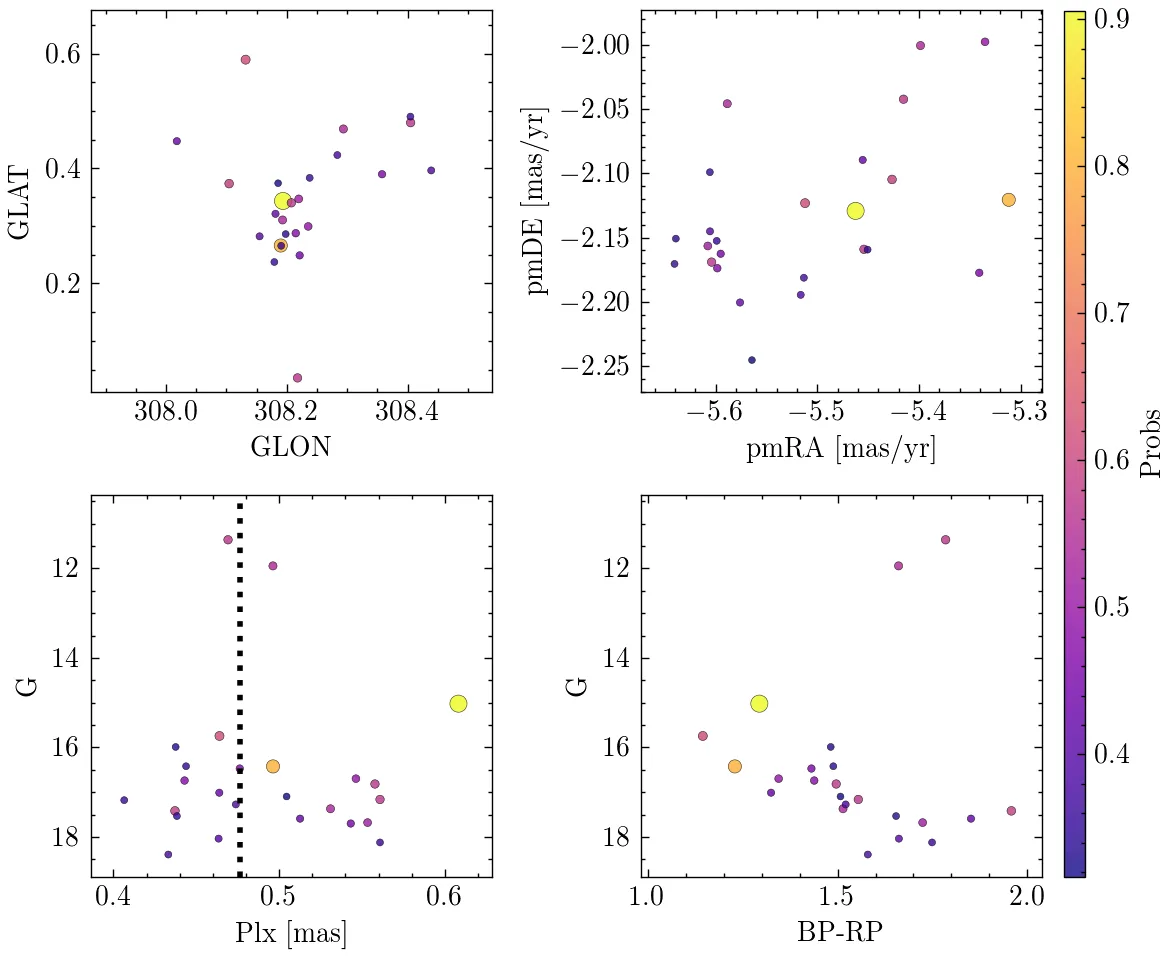 0.6
0.4
0.2
GLAT
308.0 308.2 308.4
GLON
−2.00
−2.05
−2.10
−2.15
−2.20
−2.25
pmDE [mas/yr]
−5.6 −5.5 −5.4 −5.3
pmRA [mas/yr]
0.9
0.8
0.7
0.6
0.5
0.4
Probs
12
14
16
18
G
0.4 0.5 0.6
Plx [mas]
12
14
16
18
G
1.0 1.5 2.0
BP-RP